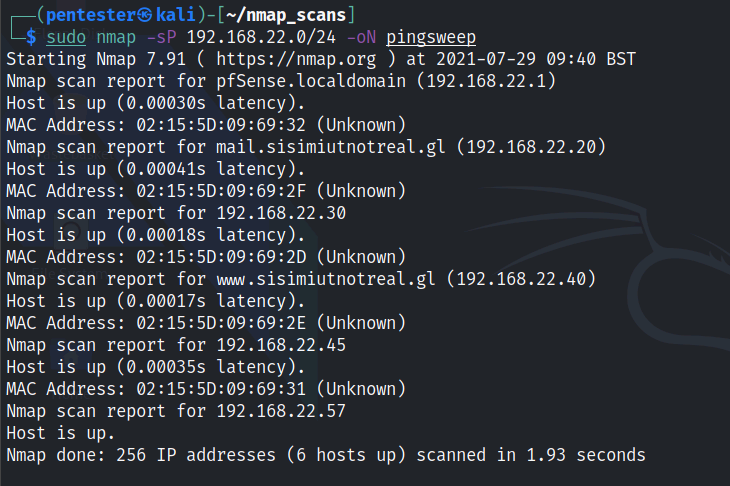 ┌──(pentester㉿kali)-[~/nmap_scans]
└─$ sudo nmap -sP 192.168.22.0/24 -oN pingsweep
Starting Nmap 7.91 ( https://nmap.org ) at 2021-07-29 09:40 BST
Nmap scan report for pfSense.localdomain (192.168.22.1)
Host is up (0.00030s latency).
MAC Address: 02:15:5D:09:69:32 (Unknown)
Nmap scan report for mail.sisimiutnotreal.gl (192.168.22.20)
Host is up (0.00041s latency).
MAC Address: 02:15:5D:09:69:2F (Unknown)
Nmap scan report for 192.168.22.30
Host is up (0.00018s latency).
MAC Address: 02:15:5D:09:69:2D (Unknown)
Nmap scan report for www.sisimiutnotreal.gl (192.168.22.40)
Host is up (0.00017s latency).
MAC Address: 02:15:5D:09:69:2E (Unknown)
Nmap scan report for 192.168.22.45
Host is up (0.00035s latency).
MAC Address: 02:15:5D:09:69:31 (Unknown)
Nmap scan report for 192.168.22.57
Host is up.
Nmap done: 256 IP addresses (6 hosts up) scanned in 1.93 seconds